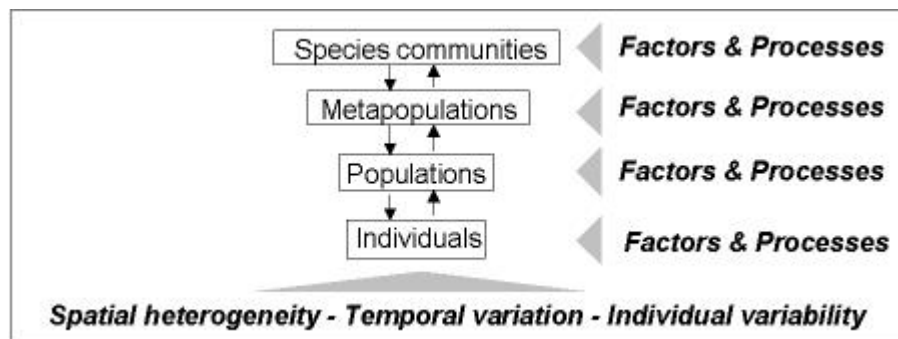 Species communities Factors & Processes
Metapopulations Factors & Processes
Populations Factors & Processes
Individuals Factors & Processes
Spatial heterogeneity - Temporal variation - Individual variability